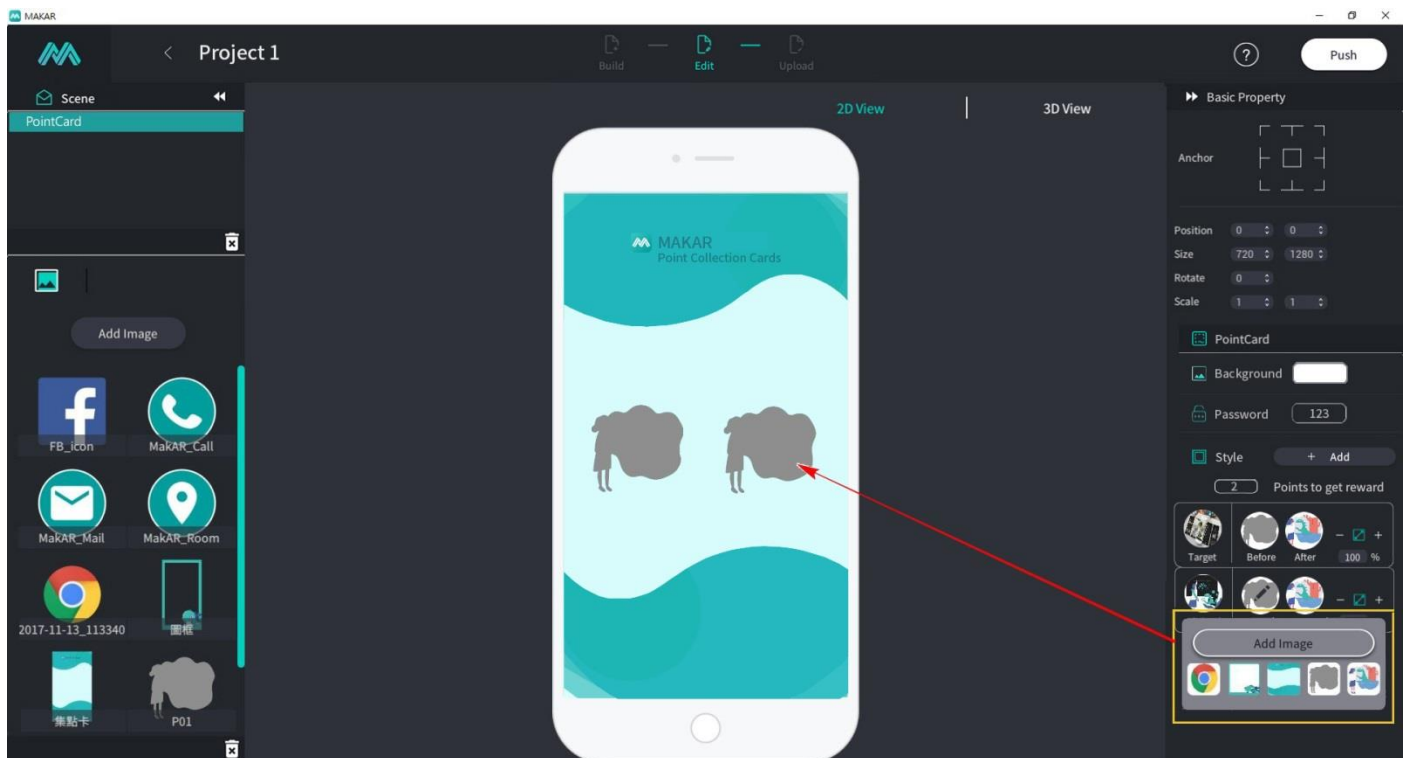 MAKAR
Project 1
Build
Edit
Upload
?
Push
Scene
PointCard
2D View
3D View
Basic Property
Anchor
Position 0 0
Size 720 1280
Rotate 0
Scale 1 1
Add Image
MAKAR
Point Collection Cards
PointCard
Background
Password 123
Style + Add
2 Points to get reward
FB_icon
MakAR_Call
MakAR_Mail
MakAR_Room
2017-11-13_113340
圖框
集點卡
P01
Target
Before
After
100 %
Add Image